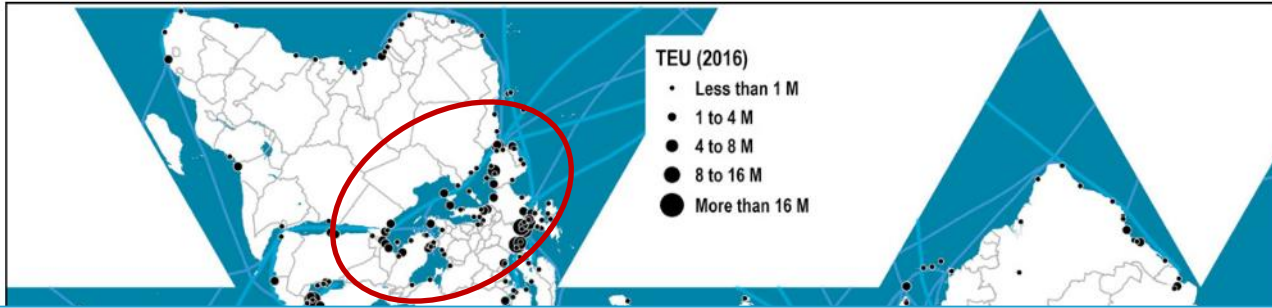 TEU (2016)
Less than 1 M
1 to 4 M
4 to 8 M
8 to 16 M
More than 16 M